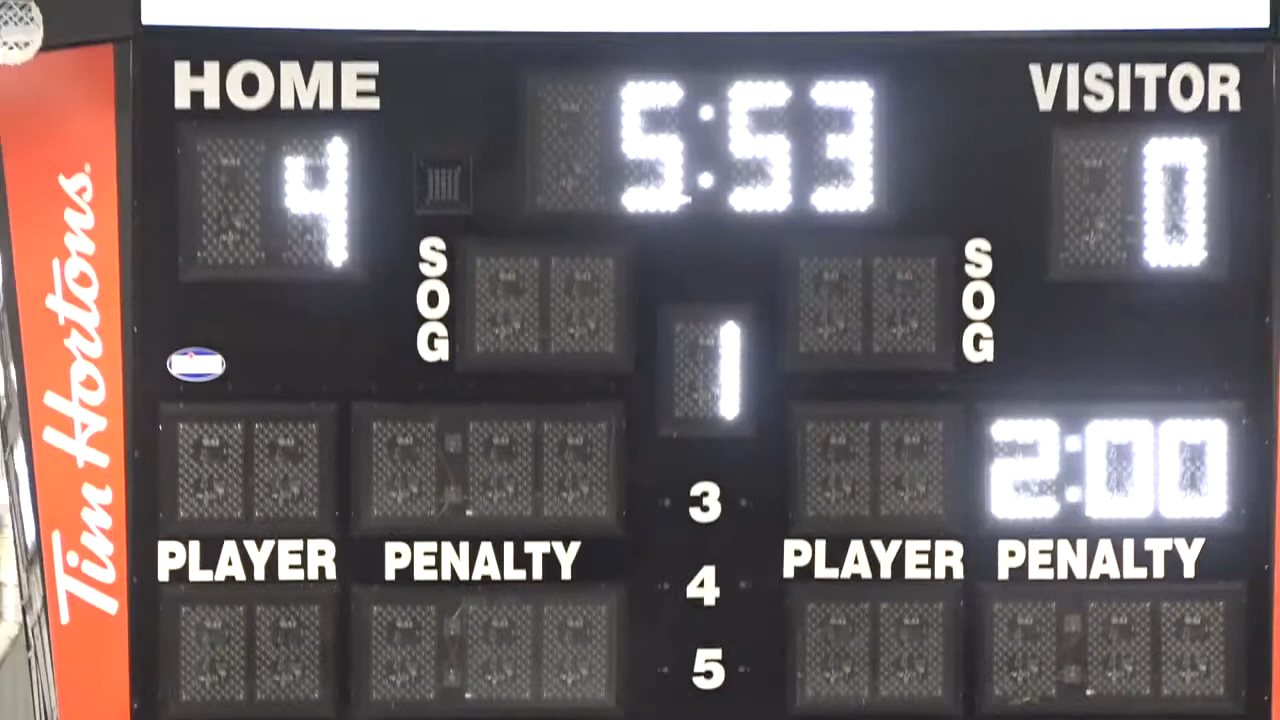 HOME
5:53
VISITOR
4
0
SOG
SOG
1
2:00
3
PLAYER
PENALTY
PLAYER
PENALTY
4
5
Tim Hortons.